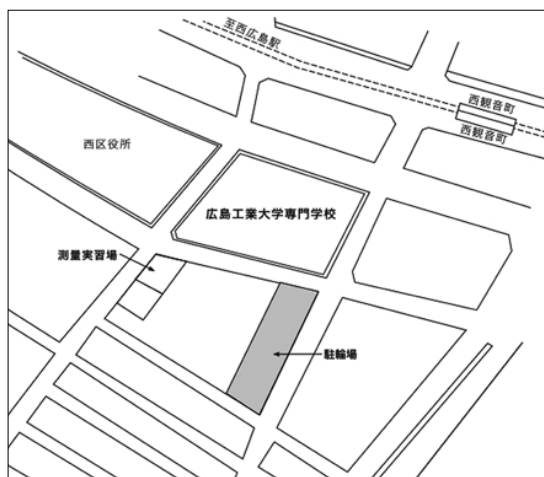 至西広島駅
西観音町
西観音町
西区役所
広島工業大学専門学校
測量実習場
駐輪場